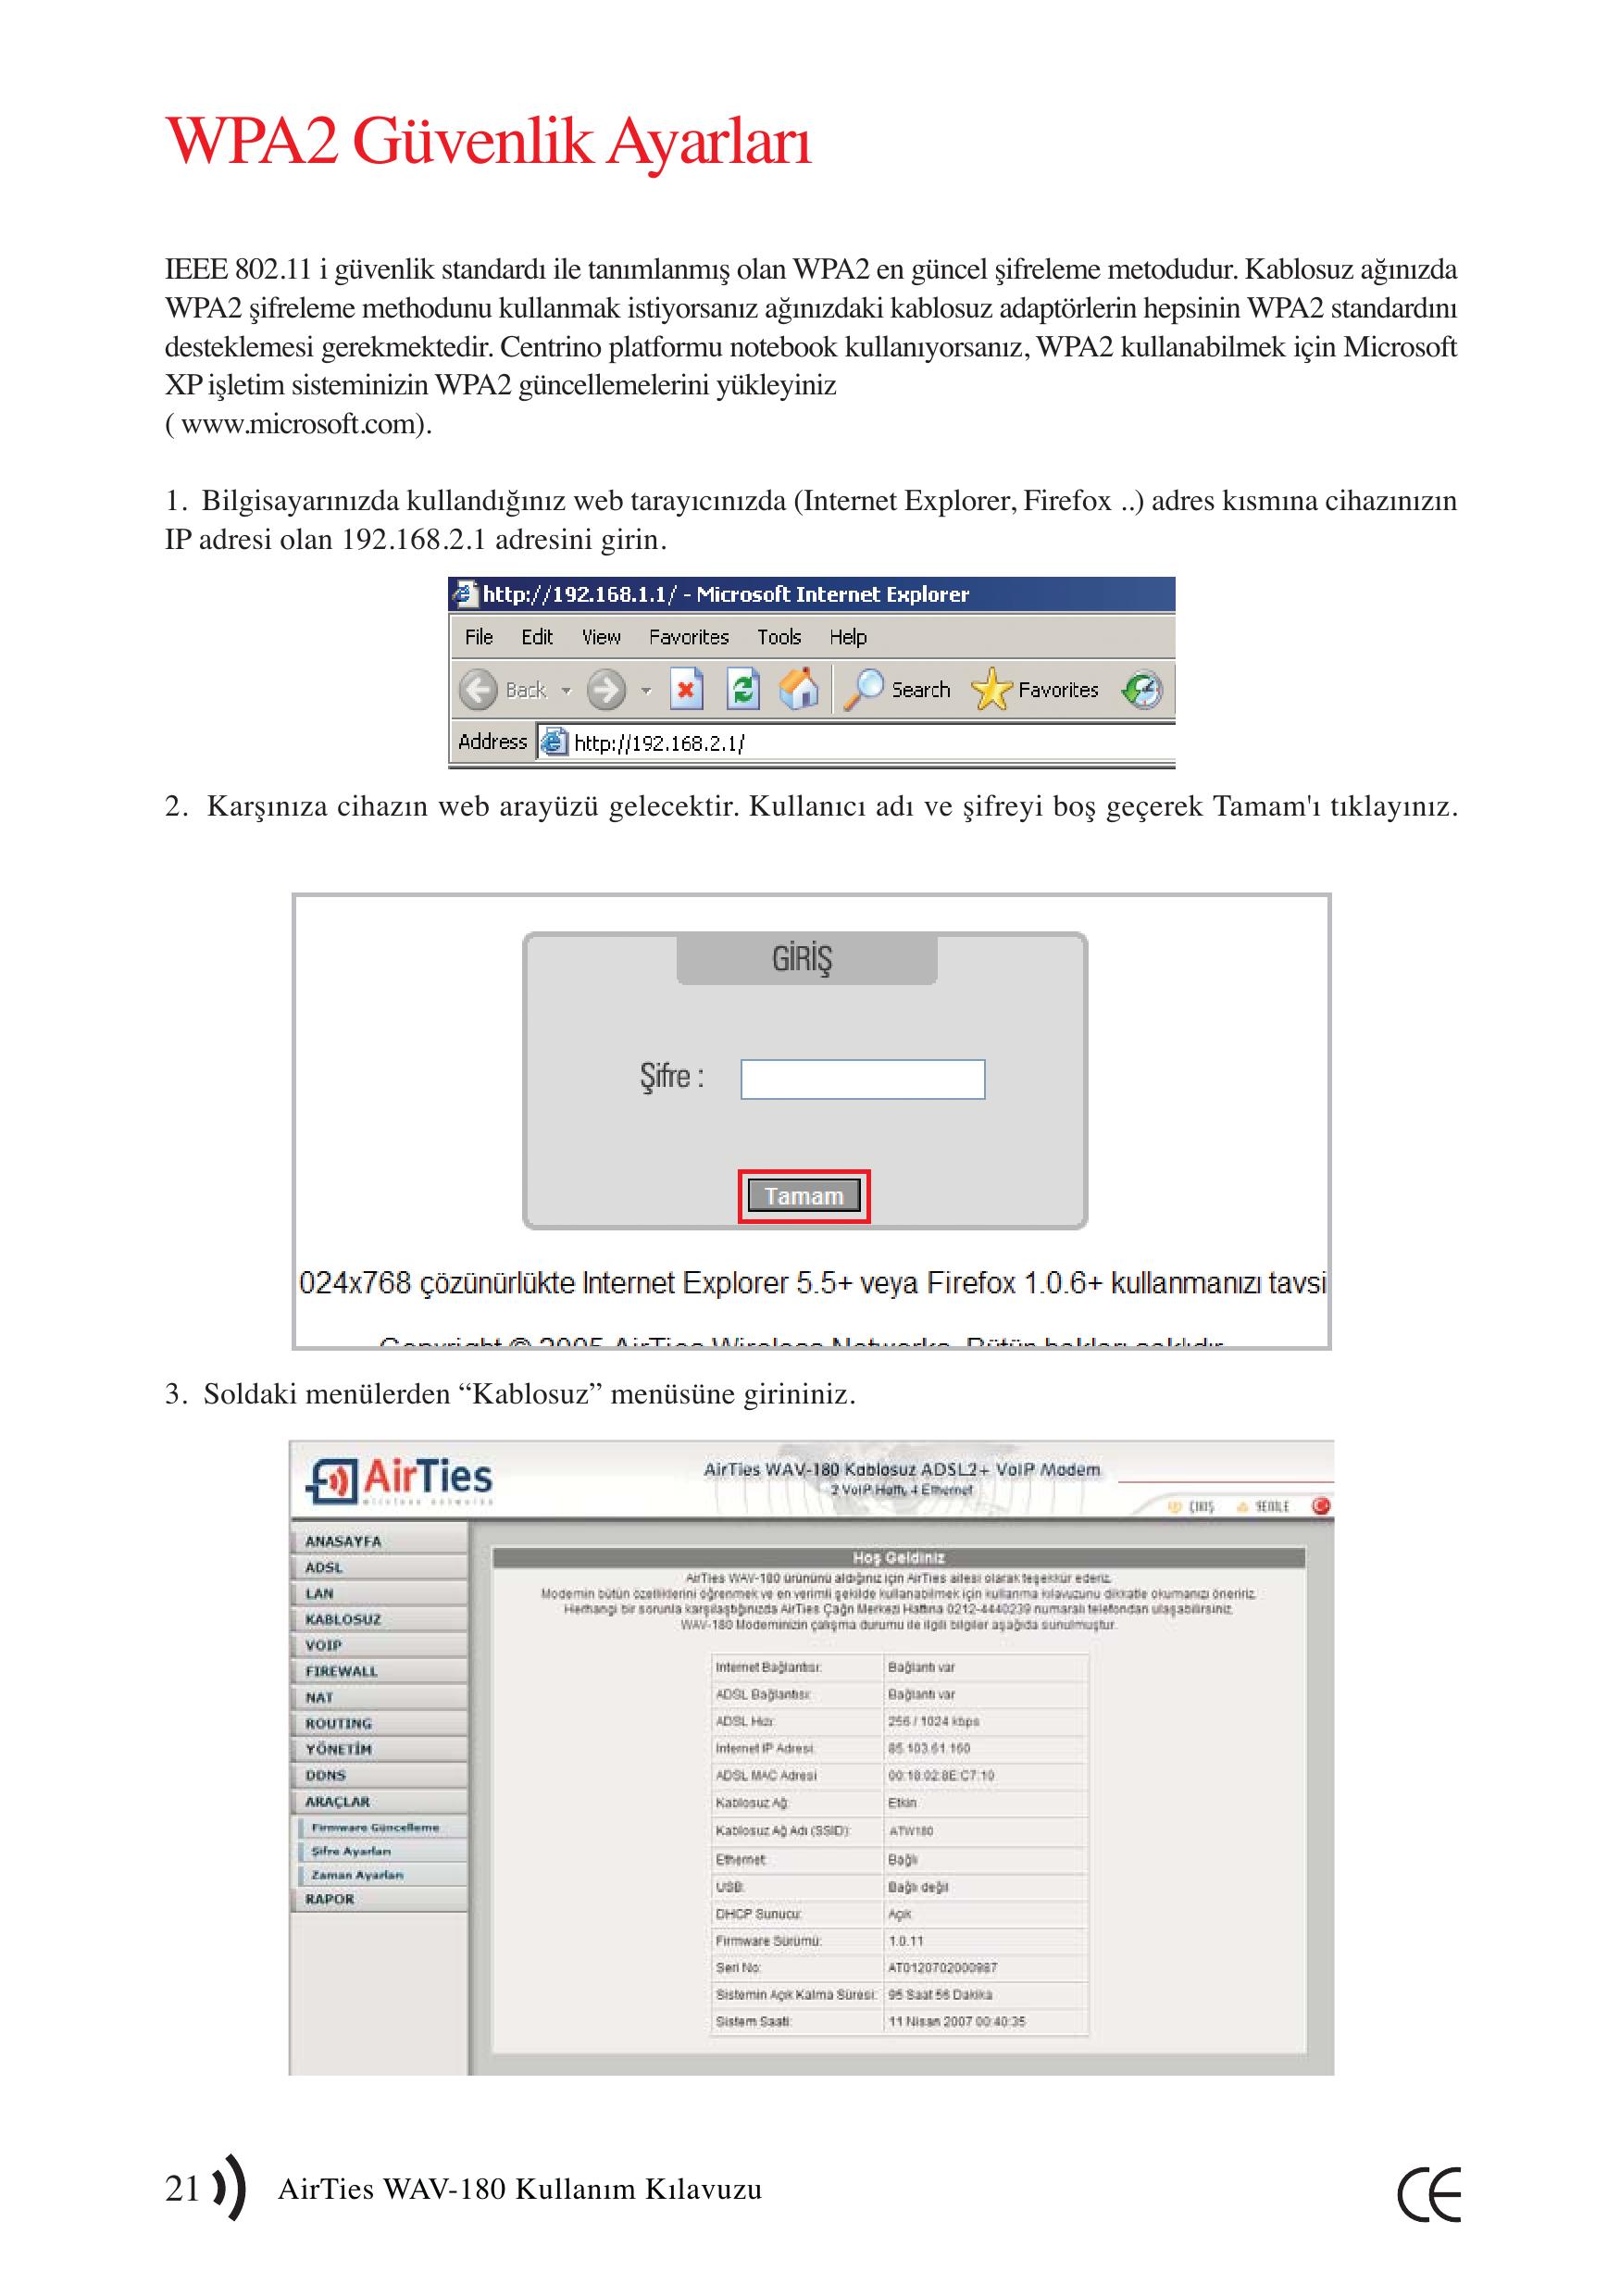 WPA2 Güvenlik Ayarları
IEEE 802.11 i güvenlik standardı ile tanımlanmış olan WPA2 en güncel şifreleme metodudur. Kablosuz ağınızda
WPA2 şifreleme methodunu kullanmak istiyorsanız ağınızdaki kablosuz adaptörlerin hepsinin WPA2 standardını
desteklemesi gerekmektedir. Centrino platformu notebook kullanıyorsanız, WPA2 kullanabilmek için Microsoft
XP işletim sisteminizin WPA2 güncellemelerini yükleyiniz
( www.microsoft.com).
1. Bilgisayarınızda kullandığınız web tarayıcınızda (Internet Explorer, Firefox ..) adres kısmına cihazınızın
IP adresi olan 192.168.2.1 adresini girin.
http://192.168.1.1/ - Microsoft Internet Explorer
File Edit View Favorites Tools Help
Back Search Favorites
Address http://192.168.2.1/
2. Karşınıza cihazın web arayüzü gelecektir. Kullanıcı adı ve şifreyi boş geçerek Tamam'ı tıklayınız.
GİRİŞ
Şifre :
Tamam
024x768 çözünürlükte Internet Explorer 5.5+ veya Firefox 1.0.6+ kullanmanızı tavsi
Copyright © 2005 AirTies Wireless Networks. Bütün hakları saklıdır.
3. Soldaki menülerden “Kablosuz” menüsüne girininiz.
AirTies
wireless networks
AirTies WAV-180 Kablosuz ADSL2+ VoIP Modem
2 VoIP Hattı, 4 Ethernet
ÇIKIŞ YENİLE
ANASAYFA
ADSL
LAN
KABLOSUZ
VOIP
FIREWALL
NAT
ROUTING
YÖNETİM
DDNS
ARAÇLAR
Firmware Güncelleme
Şifre Ayarları
Zaman Ayarları
RAPOR
Hoş Geldiniz
AirTies WAV-180 ürününü aldığınız için AirTies ailesi olarak teşekkür ederiz.
Modemin bütün özelliklerini öğrenmek ve en verimli şekilde kullanabilmek için kullanma kılavuzunu dikkatle okumanızı öneririz.
Herhangi bir sorunla karşılaştığınızda AirTies Çağrı Merkezi Hattına 0212-4440239 numaralı telefondan ulaşabilirsiniz.
WAV-180 Modeminizin çalışma durumu ile ilgili bilgiler aşağıda sunulmuştur.
Internet Bağlantısı: Bağlantı var
ADSL Bağlantısı: Bağlantı var
ADSL Hızı: 256 / 1024 kbps
Internet IP Adresi: 85.103.61.160
ADSL MAC Adresi 00:18:02:8E:C7:10
Kablosuz Ağ: Etkin
Kablosuz Ağ Adı (SSID): ATW180
Ethernet: Bağlı
USB: Bağlı değil
DHCP Sunucu: Açık
Firmware Sürümü: 1.0.11
Seri No: AT0120702000987
Sistemin Açık Kalma Süresi: 95 Saat 56 Dakika
Sistem Saati: 11 Nisan 2007 00:40:35
21 AirTies WAV-180 Kullanım Kılavuzu
CE